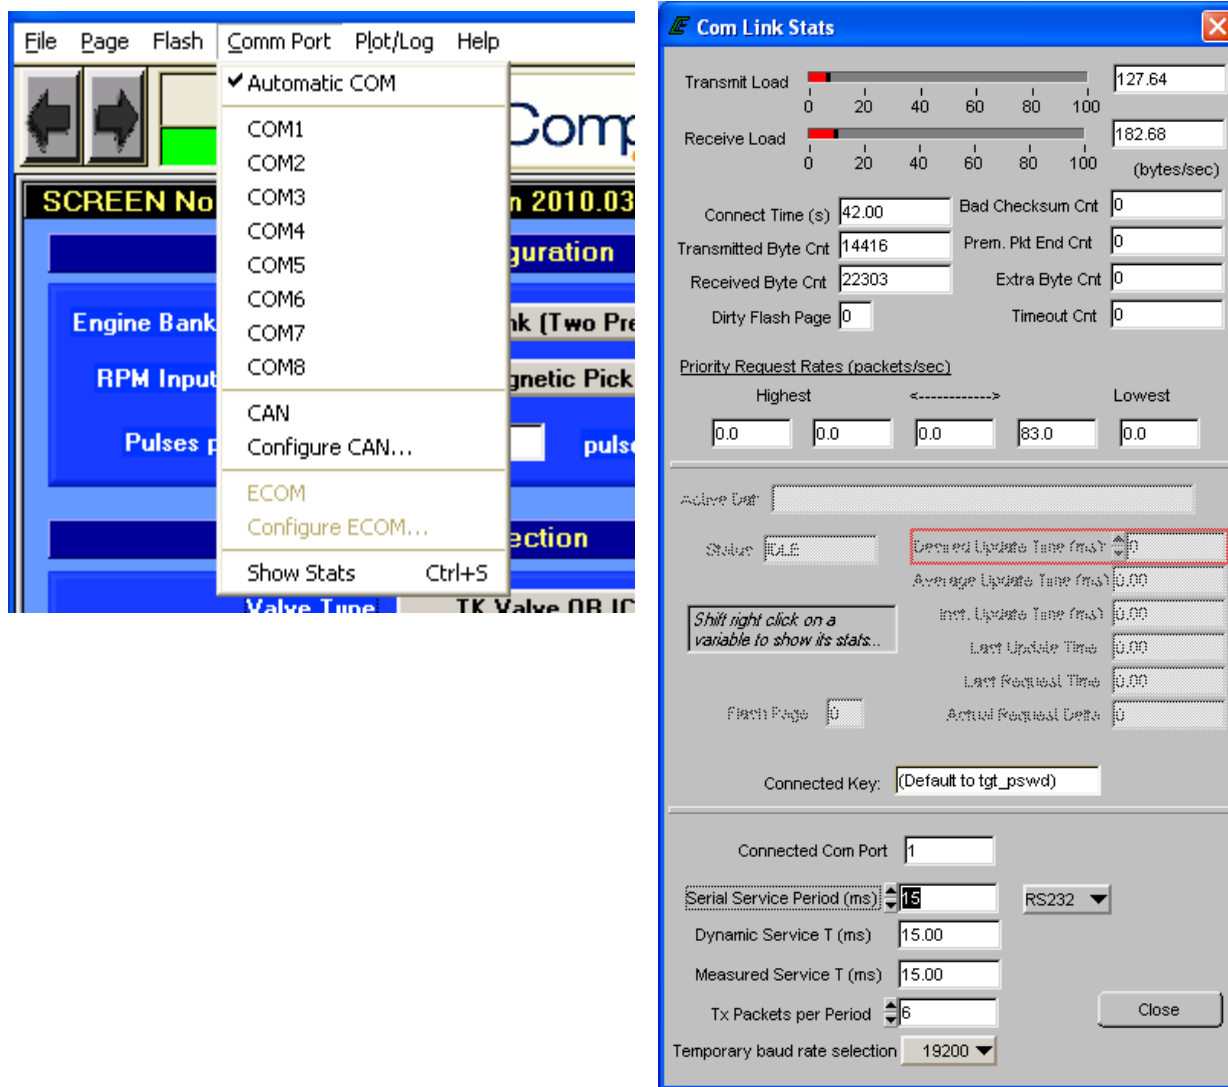 File Page Flash Comm Port Plot/Log Help
Automatic COM
COM1
COM2
COM3
COM4
COM5
COM6
COM7
COM8
CAN
Configure CAN...
ECOM
Configure ECOM...
Show Stats Ctrl+S
Comp
SCREEN No
n 2010.03
guration
Engine Bank
nk (Two Pre
RPM Input
gnetic Pick
Pulses p
puls
ection
Valve Type TK Valve OR IC
Com Link Stats
Transmit Load 127.64
0 20 40 60 80 100
Receive Load 182.68
0 20 40 60 80 100
(bytes/sec)
Connect Time (s) 42.00 Bad Checksum Cnt 0
Transmitted Byte Cnt 14416 Prem. Pkt End Cnt 0
Received Byte Cnt 22303 Extra Byte Cnt 0
Dirty Flash Page 0 Timeout Cnt 0
Priority Request Rates (packets/sec)
Highest <------------> Lowest
0.0 0.0 0.0 83.0 0.0
Active Dat:
Status IDLE Desired Update Time (ms): 0
Average Update Time (ms) 0.00
Shift right click on a
variable to show its stats...
Inst. Update Time (ms) 0.00
Last Update Time 0.00
Last Request Time 0.00
Flash Page 0 Actual Request Delta 0
Connected Key: (Default to tgt_pswd)
Connected Com Port 1
Serial Service Period (ms) 15 RS232
Dynamic Service T (ms) 15.00
Measured Service T (ms) 15.00
Tx Packets per Period 6 Close
Temporary baud rate selection 19200